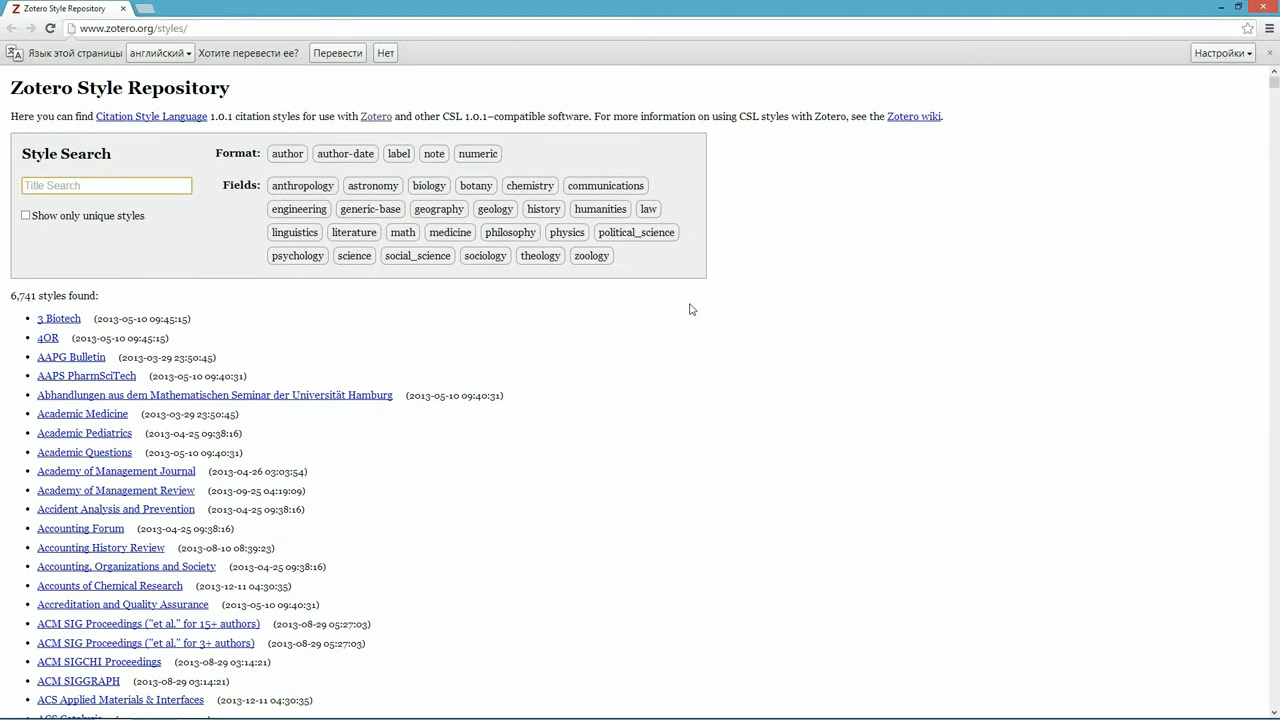 Zotero Style Repository
www.zotero.org/styles/
Язык этой страницы английский Хотите перевести ее? Перевести Нет Настройки
Zotero Style Repository
Here you can find Citation Style Language 1.0.1 citation styles for use with Zotero and other CSL 1.0.1–compatible software. For more information on using CSL styles with Zotero, see the Zotero wiki.
Style Search
Title Search
Show only unique styles
Format: author author-date label note numeric
Fields: anthropology astronomy biology botany chemistry communications
engineering generic-base geography geology history humanities law
linguistics literature math medicine philosophy physics political_science
psychology science social_science sociology theology zoology
6,741 styles found:
3 Biotech (2013-05-10 09:45:15)
4OR (2013-05-10 09:45:15)
AAPG Bulletin (2013-03-29 23:50:45)
AAPS PharmSciTech (2013-05-10 09:40:31)
Abhandlungen aus dem Mathematischen Seminar der Universität Hamburg (2013-05-10 09:40:31)
Academic Medicine (2013-03-29 23:50:45)
Academic Pediatrics (2013-04-25 09:38:16)
Academic Questions (2013-05-10 09:40:31)
Academy of Management Journal (2013-04-26 03:03:54)
Academy of Management Review (2013-09-25 04:19:09)
Accident Analysis and Prevention (2013-04-25 09:38:16)
Accounting Forum (2013-04-25 09:38:16)
Accounting History Review (2013-08-10 08:39:23)
Accounting, Organizations and Society (2013-04-25 09:38:16)
Accounts of Chemical Research (2013-12-11 04:30:35)
Accreditation and Quality Assurance (2013-05-10 09:40:31)
ACM SIG Proceedings ("et al." for 15+ authors) (2013-08-29 05:27:03)
ACM SIG Proceedings ("et al." for 3+ authors) (2013-08-29 05:27:03)
ACM SIGCHI Proceedings (2013-08-29 03:14:21)
ACM SIGGRAPH (2013-08-29 03:14:21)
ACS Applied Materials & Interfaces (2013-12-11 04:30:35)
ACS Catalysis